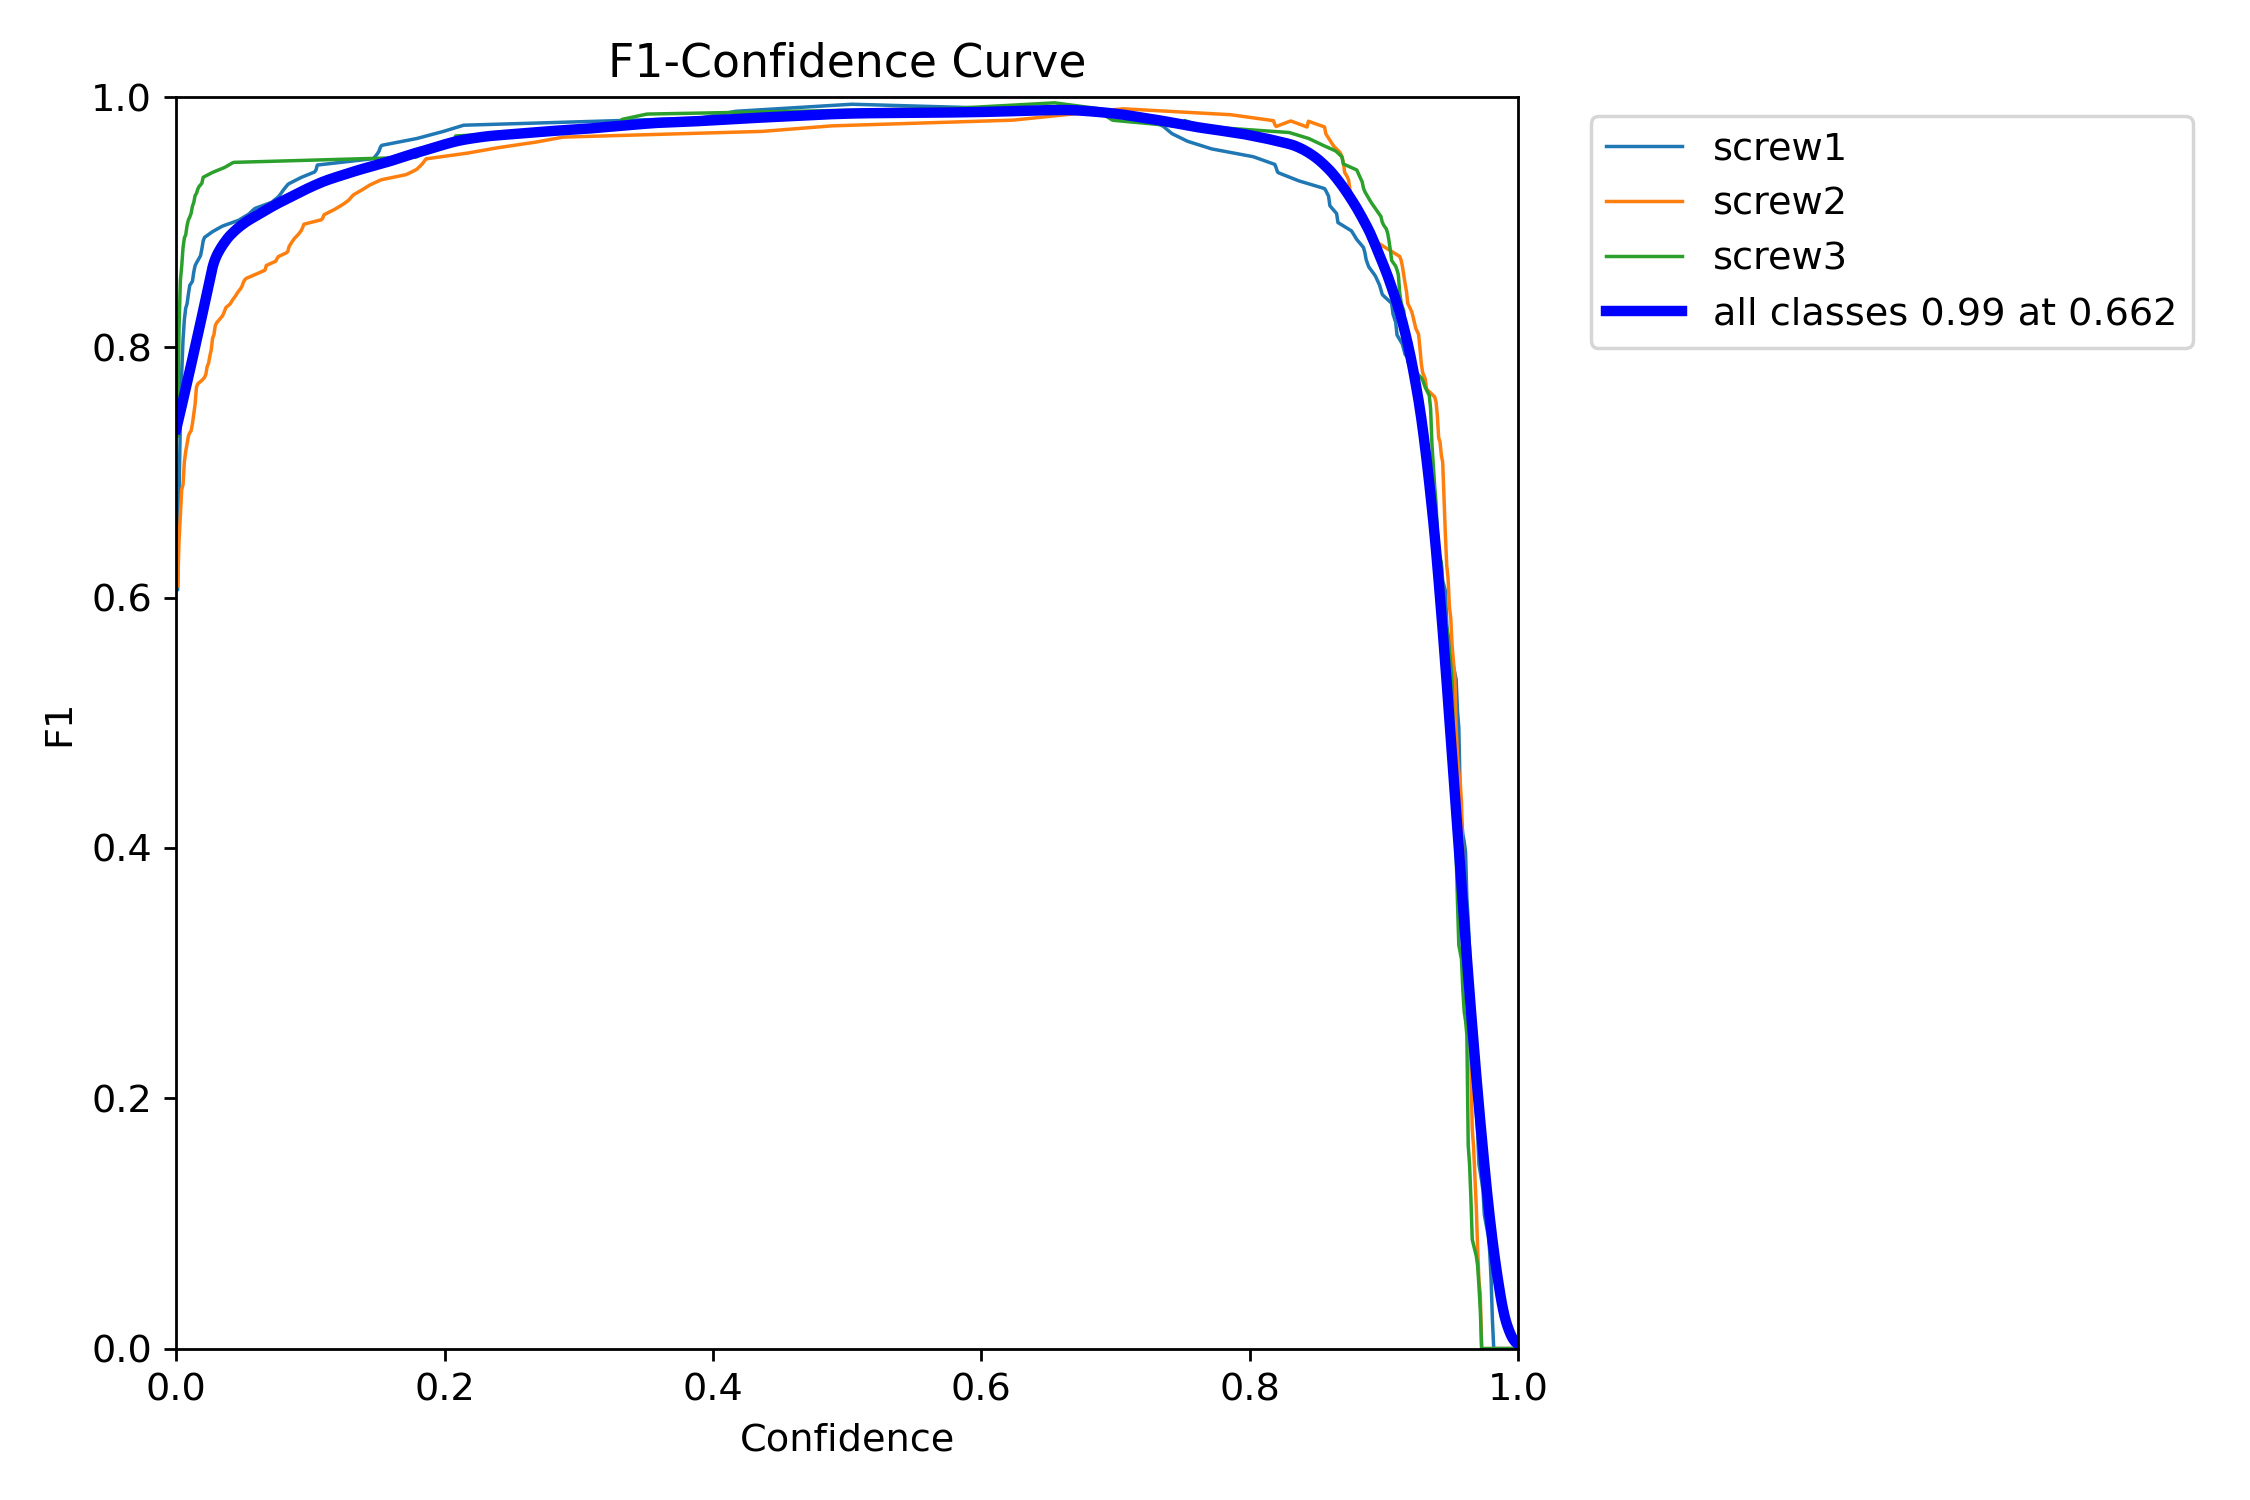 F1-Confidence Curve
1.0
0.8
0.6
0.4
0.2
0.0
F1
0.0 0.2 0.4 0.6 0.8 1.0
Confidence
screw1
screw2
screw3
all classes 0.99 at 0.662